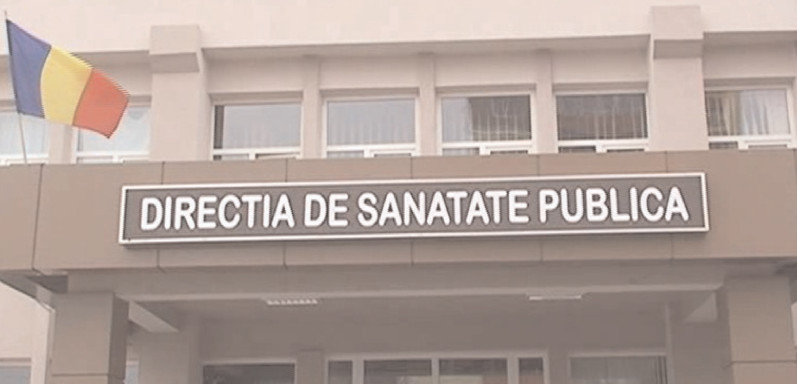 DIRECTIA DE SANATATE PUBLICA